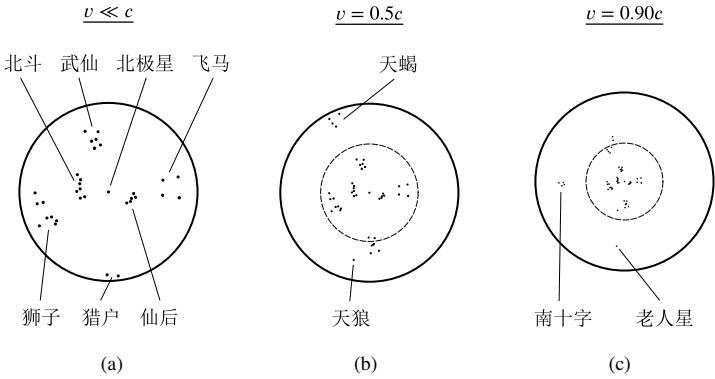 v ≪ c
v = 0.5c
v = 0.90c
北斗 武仙 北极星 飞马
天蝎
狮子 猎户 仙后
天狼
南十字 老人星
(a)
(b)
(c)